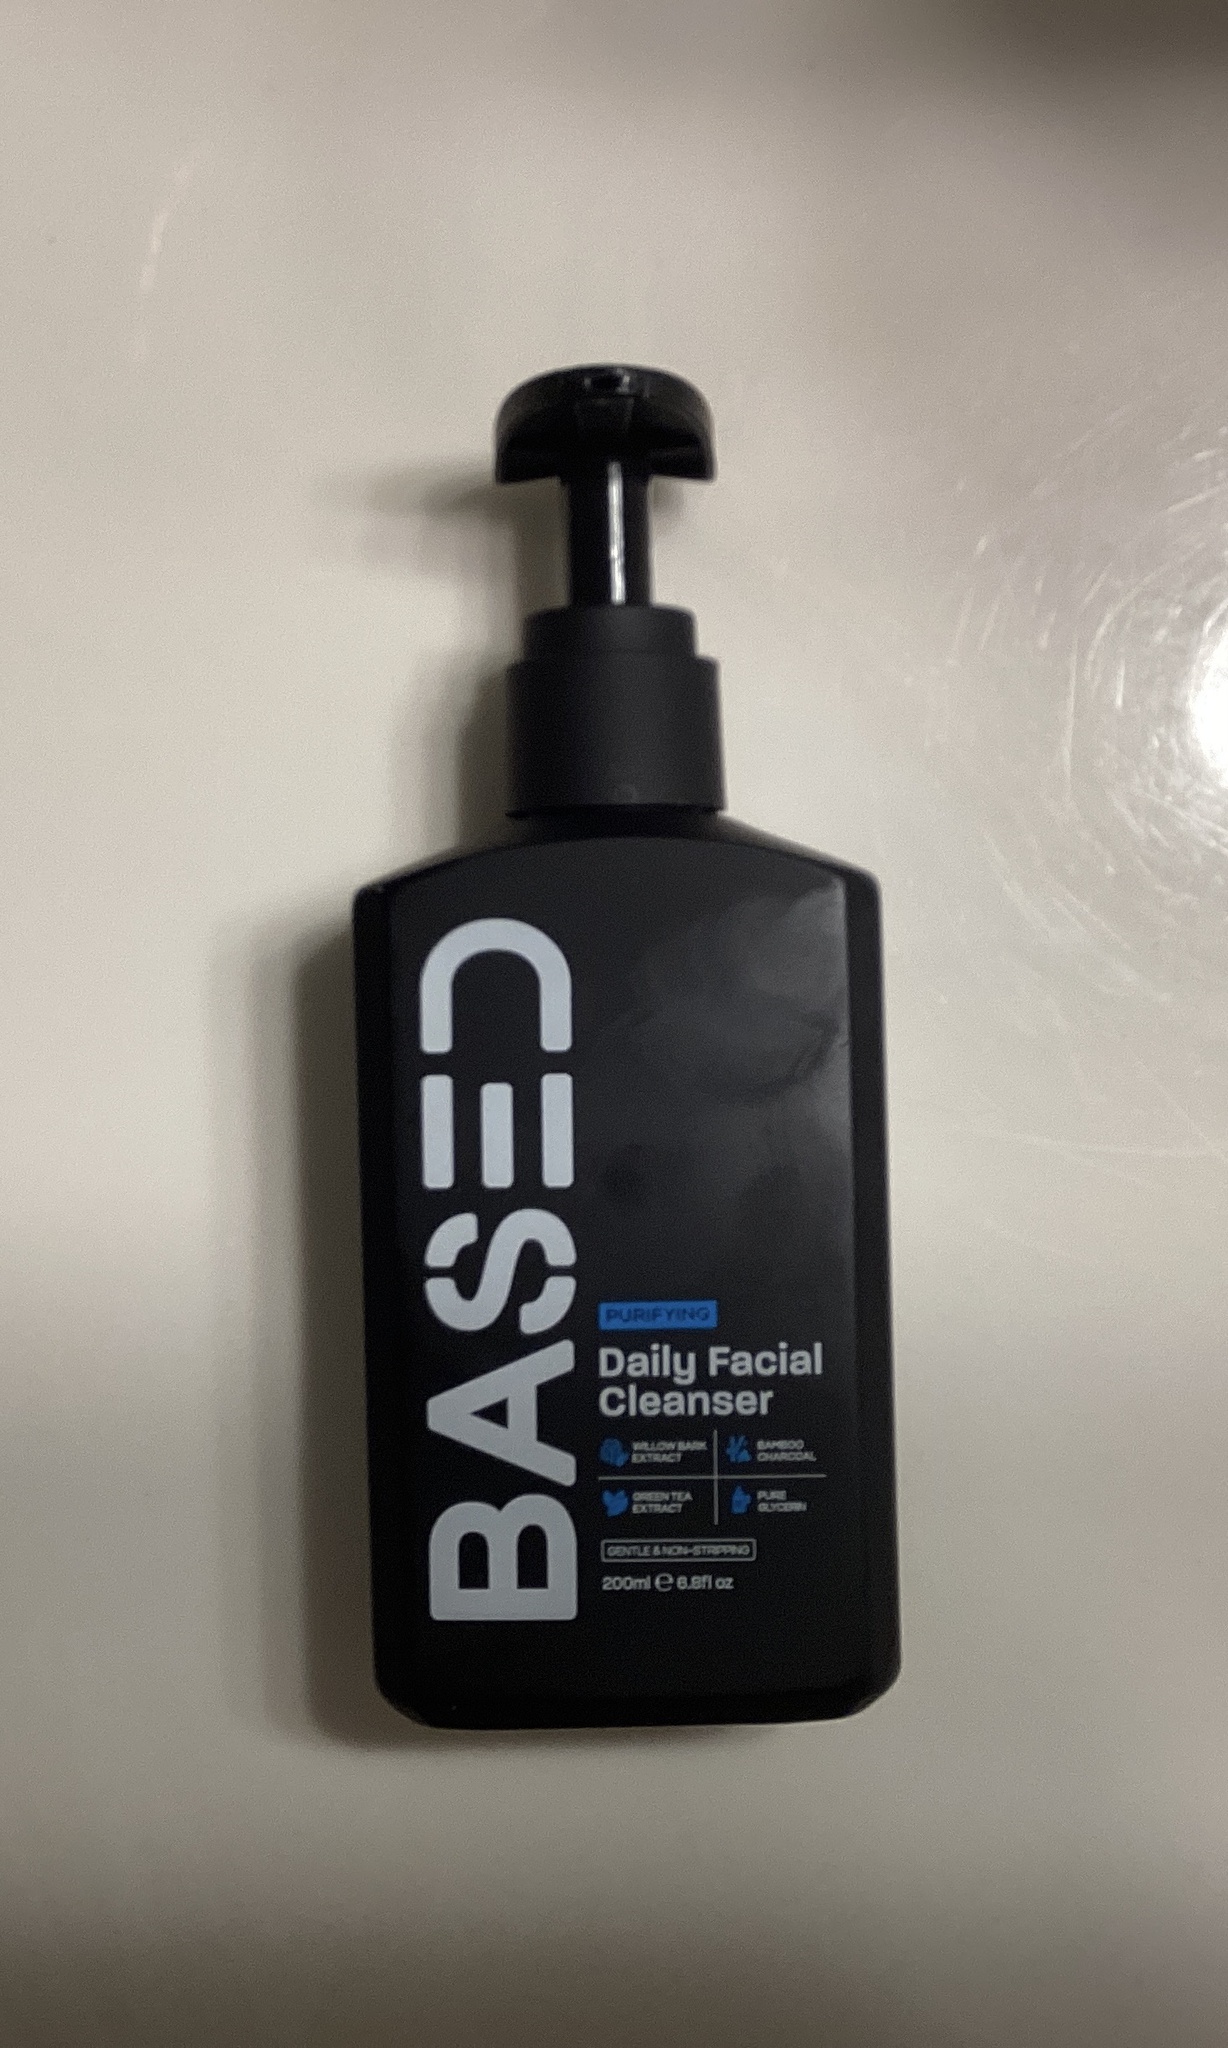 BASED
PURIFYING
Daily Facial
Cleanser
WILLOW BARK
EXTRACT
BAMBOO
CHARCOAL
GREEN TEA
EXTRACT
PURE
GLYCERIN
GENTLE & NON-STRIPPING
200ml ℮ 6.8fl oz